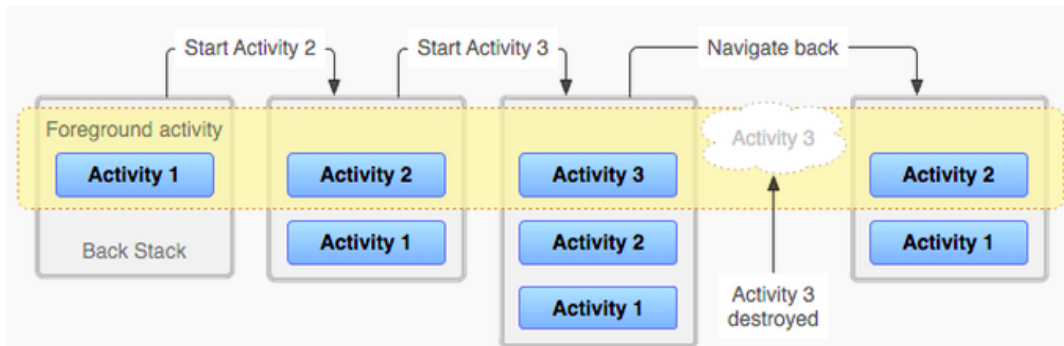 Start Activity 2
Start Activity 3
Navigate back
Foreground activity
Activity 3
Activity 1
Activity 2
Activity 3
Activity 2
Back Stack
Activity 1
Activity 2
Activity 1
Activity 1
Activity 3
destroyed